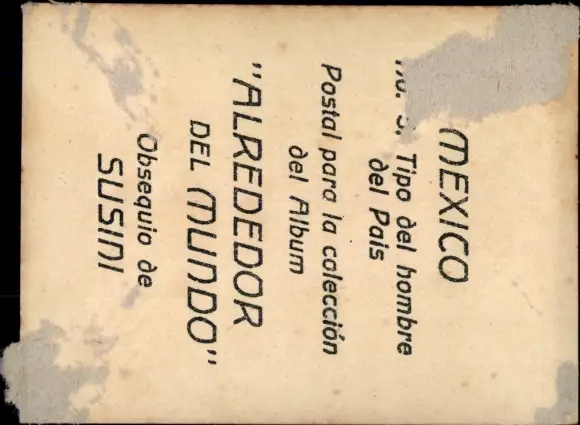 MEXICO
No. 3. Tipo del hombre
del Pais
Postal para la colección
del Album
"ALREDEDOR
DEL MUNDO"
Obsequio de
SUSINI